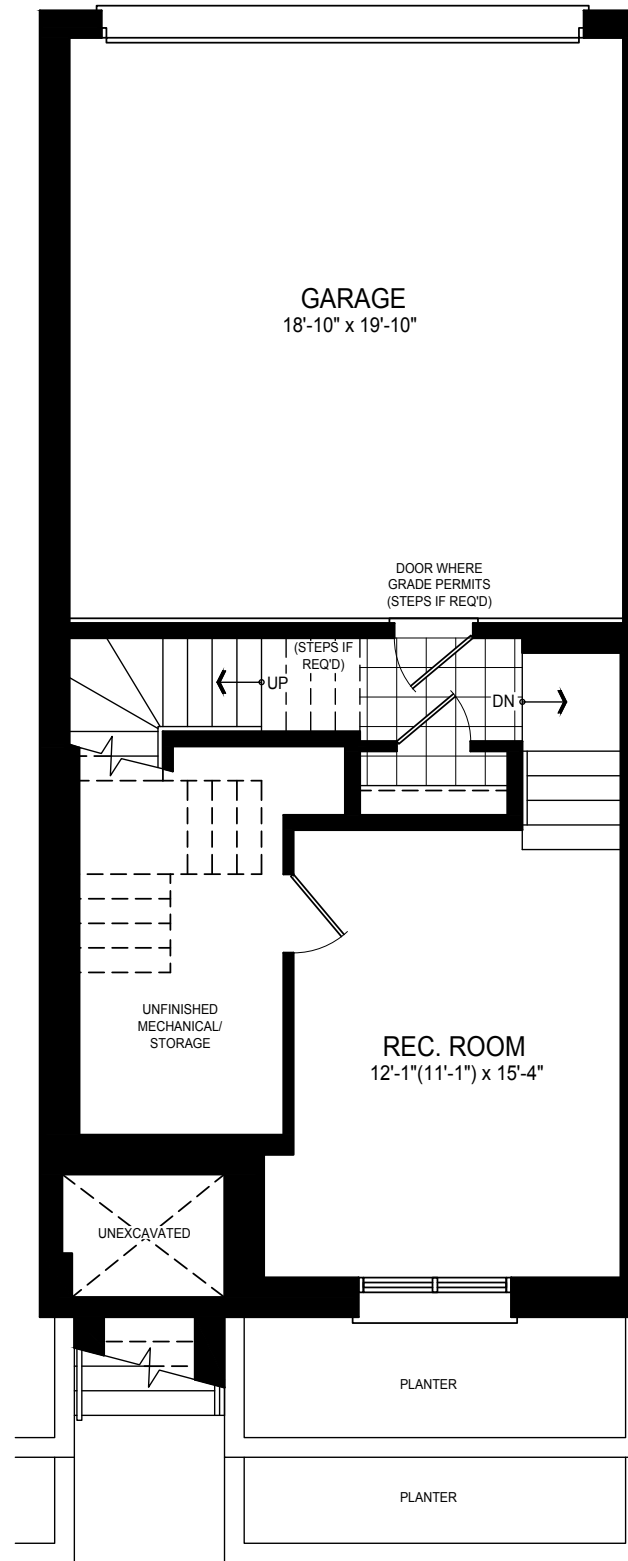 GARAGE
18'-10" x 19'-10"
DOOR WHERE
GRADE PERMITS
(STEPS IF REQ'D)
(STEPS IF
REQ'D)
UP
DN
UNFINISHED
MECHANICAL/
STORAGE
REC. ROOM
12'-1"(11'-1") x 15'-4"
UNEXCAVATED
PLANTER
PLANTER